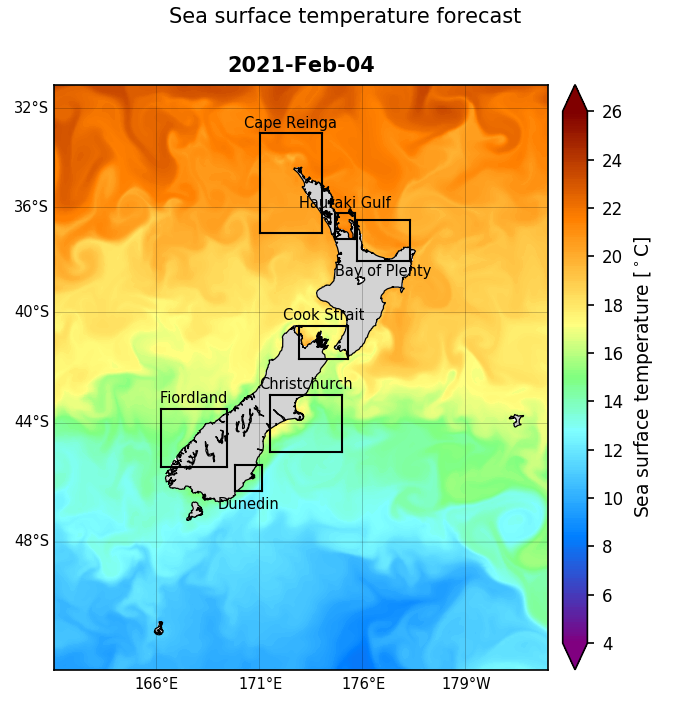 Sea surface temperature forecast
2021-Feb-04
32°S
36°S
40°S
44°S
48°S
166°E
171°E
176°E
179°W
Cape Reinga
Hauraki Gulf
Bay of Plenty
Cook Strait
Christchurch
Fiordland
Dunedin
26
24
22
20
18
16
14
12
10
8
6
4
Sea surface temperature [°C]